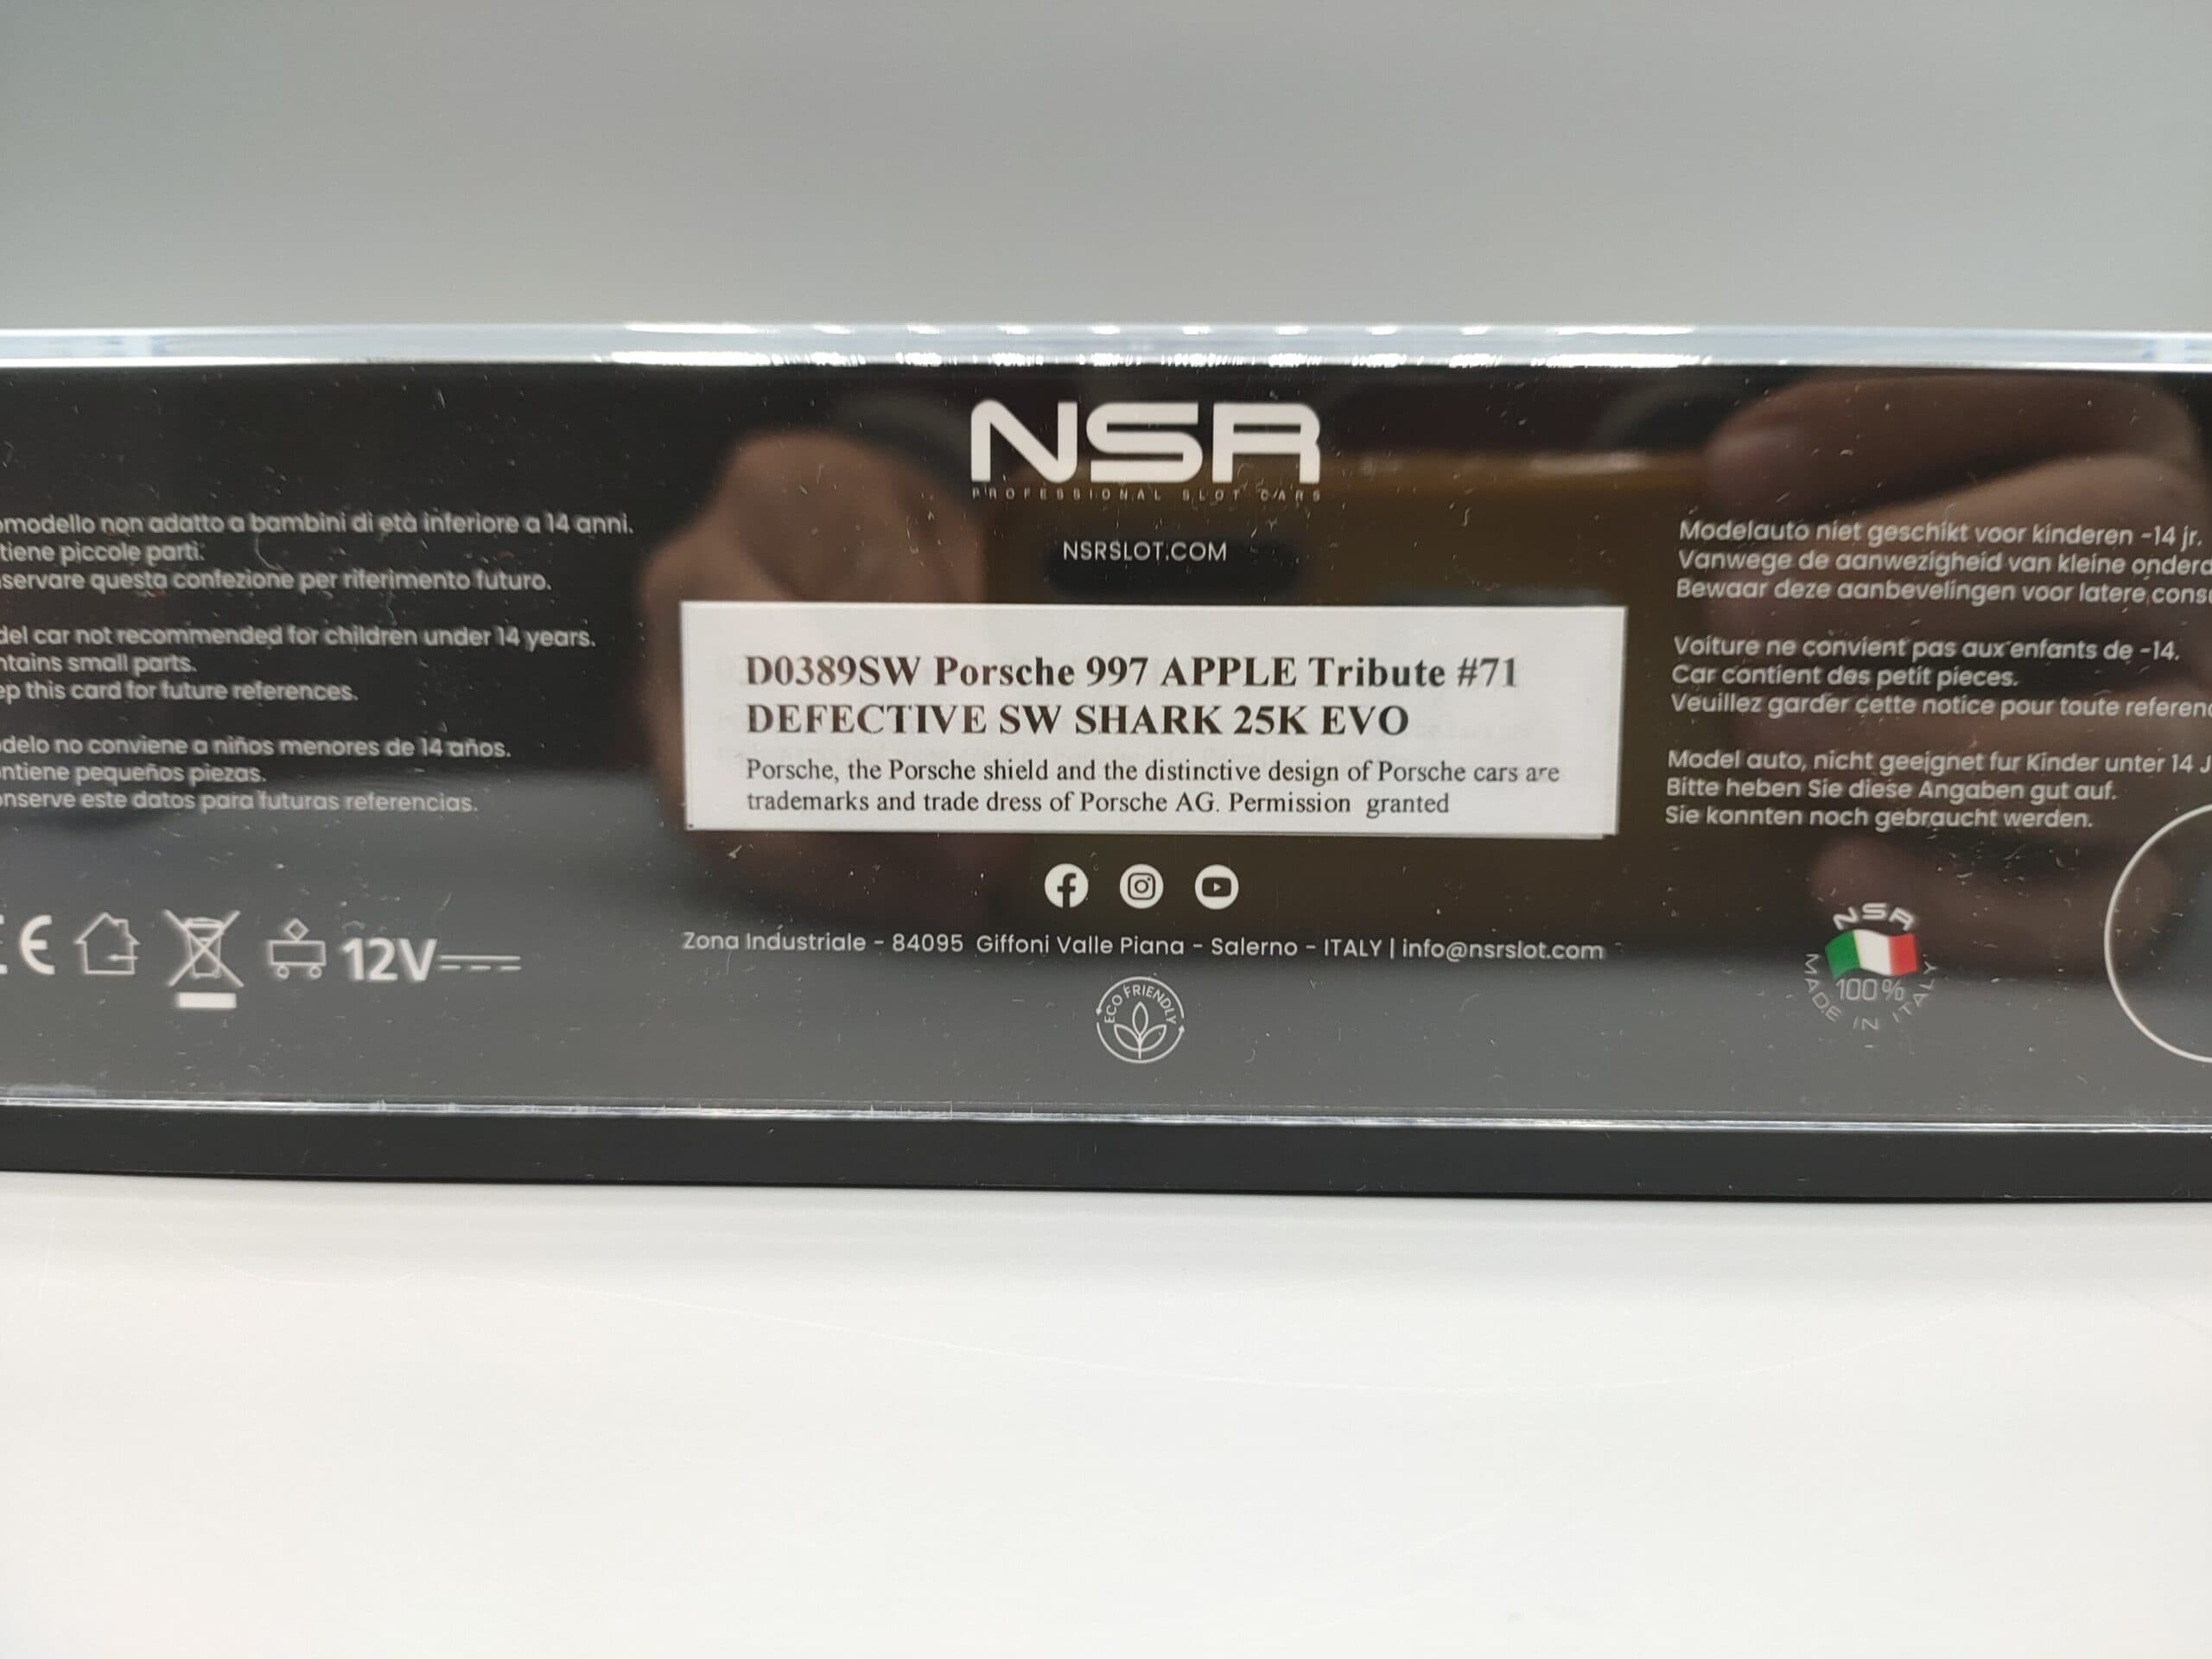 NSR
PROFESSIONAL SLOT CARS
NSRSLOT.COM
modello non adatto a bambini di età inferiore a 14 anni.
tiene piccole parti.
servare questa confezione per riferimento futuro.
del car not recommended for children under 14 years.
ntains small parts.
ep this card for future references.
delo no conviene a niños menores de 14 años.
ntiene pequeños piezas.
nserve este datos para futuras referencias.
CE
12V
D0389SW Porsche 997 APPLE Tribute #71
DEFECTIVE SW SHARK 25K EVO
Porsche, the Porsche shield and the distinctive design of Porsche cars are
trademarks and trade dress of Porsche AG. Permission granted
Zona Industriale - 84095 Giffoni Valle Piana - Salerno - ITALY | info@nsrslot.com
ECO FRIENDLY
Modelauto niet geschikt voor kinderen -14 jr.
Vanwege de aanwezigheid van kleine onderd
Bewaar deze aanbevelingen voor latere consu
Voiture ne convient pas aux enfants de -14.
Car contient des petit pieces.
Veuillez garder cette notice pour toute referen
Model auto, nicht geeignet fur Kinder unter 14 J
Bitte heben Sie diese Angaben gut auf.
Sie konnten noch gebraucht werden.
NSR
100%
MADE IN ITALY